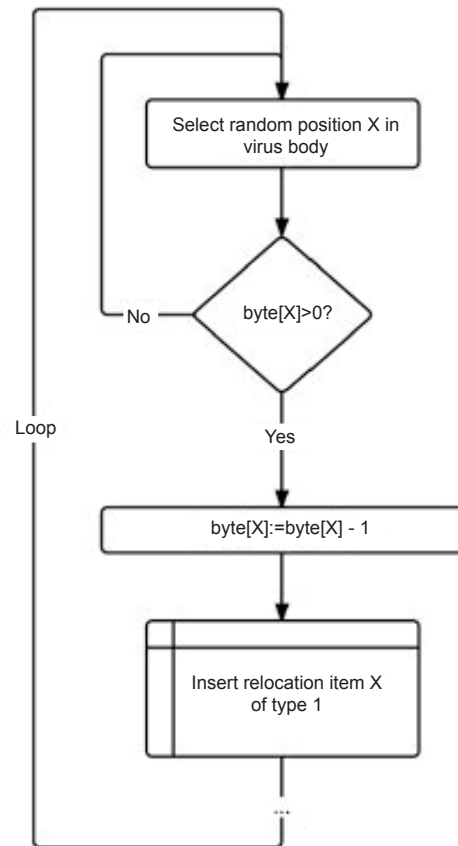 Select random position X in
virus body
byte[X]>0?
No
Yes
Loop
byte[X]:=byte[X] - 1
Insert relocation item X
of type 1
...